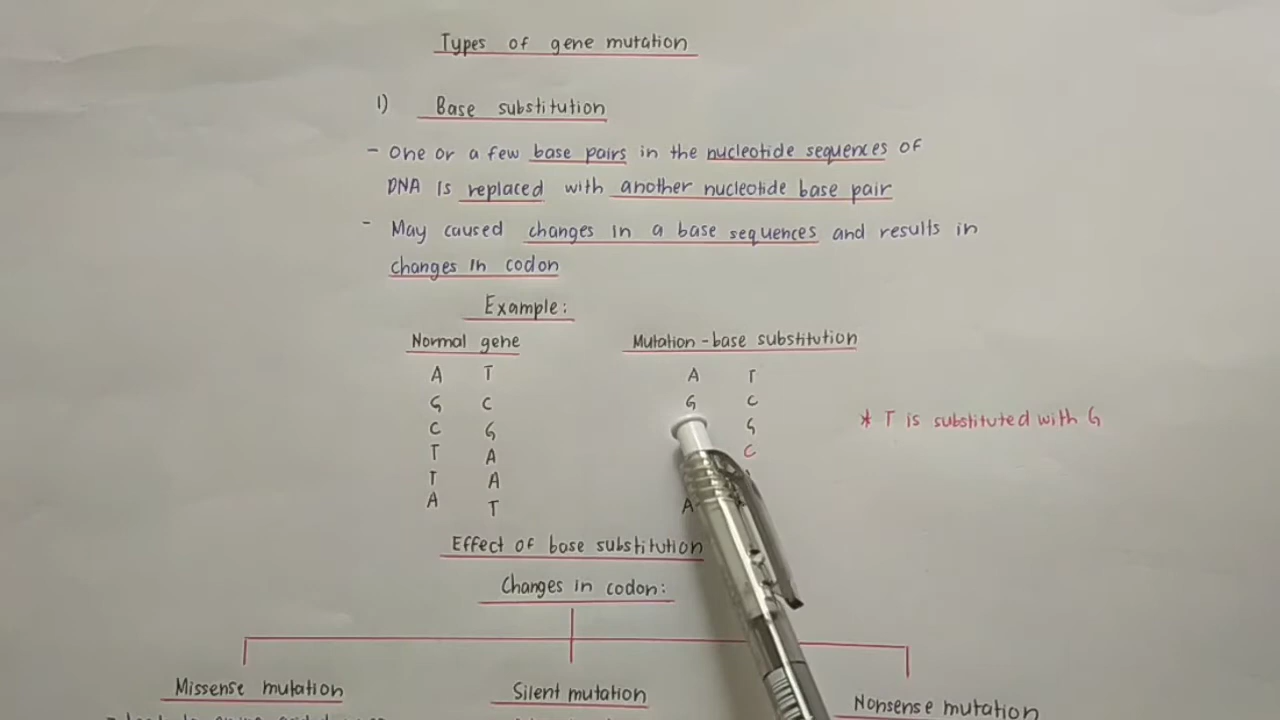 Types of gene mutation
1) Base substitution
- One or a few base pairs in the nucleotide sequences of
DNA is replaced with another nucleotide base pair
- May caused changes in a base sequences and results in
changes in codon
Example:
Normal gene
A T
G C
C G
T A
T A
A T
Mutation - base substitution
A T
G C
G
C
A
* T is substituted with G
Effect of base substitution
Changes in codon:
Missense mutation
Silent mutation
Nonsense mutation